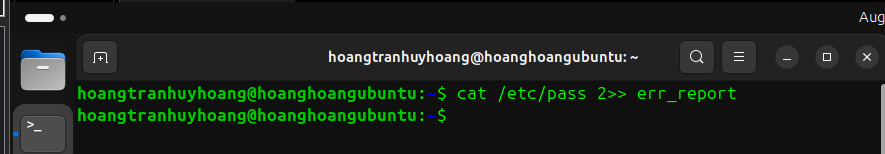 Aug
hoangtranhuyhoang@hoanghoangubuntu: ~
hoangtranhuyhoang@hoanghoangubuntu:~$ cat /etc/pass 2>> err_report
hoangtranhuyhoang@hoanghoangubuntu:~$